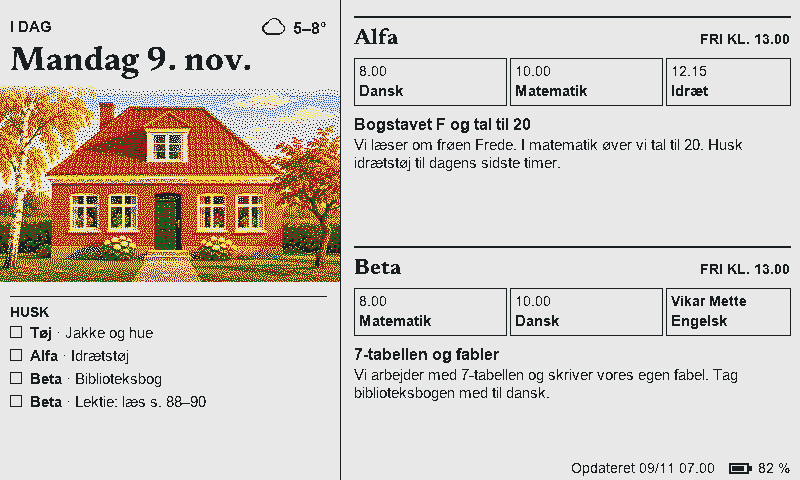 I DAG
5–8°
Mandag 9. nov.
HUSK
Tøj · Jakke og hue
Alfa · Idrætstøj
Beta · Biblioteksbog
Beta · Lektie: læs s. 88–90
Alfa
FRI KL. 13.00
8.00
Dansk
10.00
Matematik
12.15
Idræt
Bogstavet F og tal til 20
Vi læser om frøen Frede. I matematik øver vi tal til 20. Husk
idrætstøj til dagens sidste timer.
Beta
FRI KL. 13.00
8.00
Matematik
10.00
Dansk
Vikar Mette
Engelsk
7-tabellen og fabler
Vi arbejder med 7-tabellen og skriver vores egen fabel. Tag
biblioteksbogen med til dansk.
Opdateret 09/11 07.00
82 %